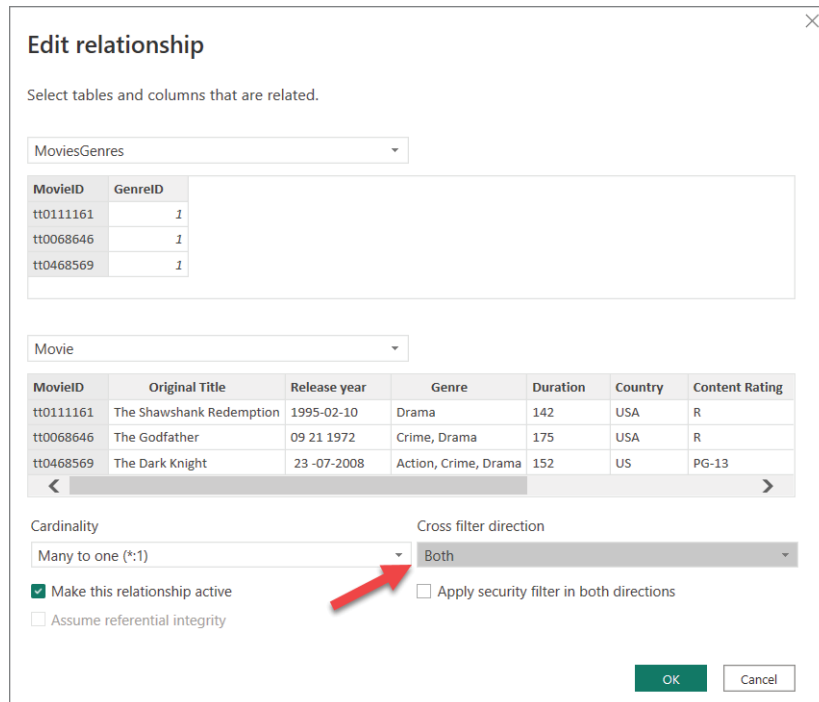 Edit relationship
Select tables and columns that are related.
MoviesGenres
MovieID GenreID
tt0111161 1
tt0068646 1
tt0468569 1
Movie
MovieID Original Title Release year Genre Duration Country Content Rating
tt0111161 The Shawshank Redemption 1995-02-10 Drama 142 USA R
tt0068646 The Godfather 09 21 1972 Crime, Drama 175 USA R
tt0468569 The Dark Knight 23 -07-2008 Action, Crime, Drama 152 US PG-13
Cardinality Cross filter direction
Many to one (*:1) Both
Make this relationship active Apply security filter in both directions
Assume referential integrity
OK Cancel